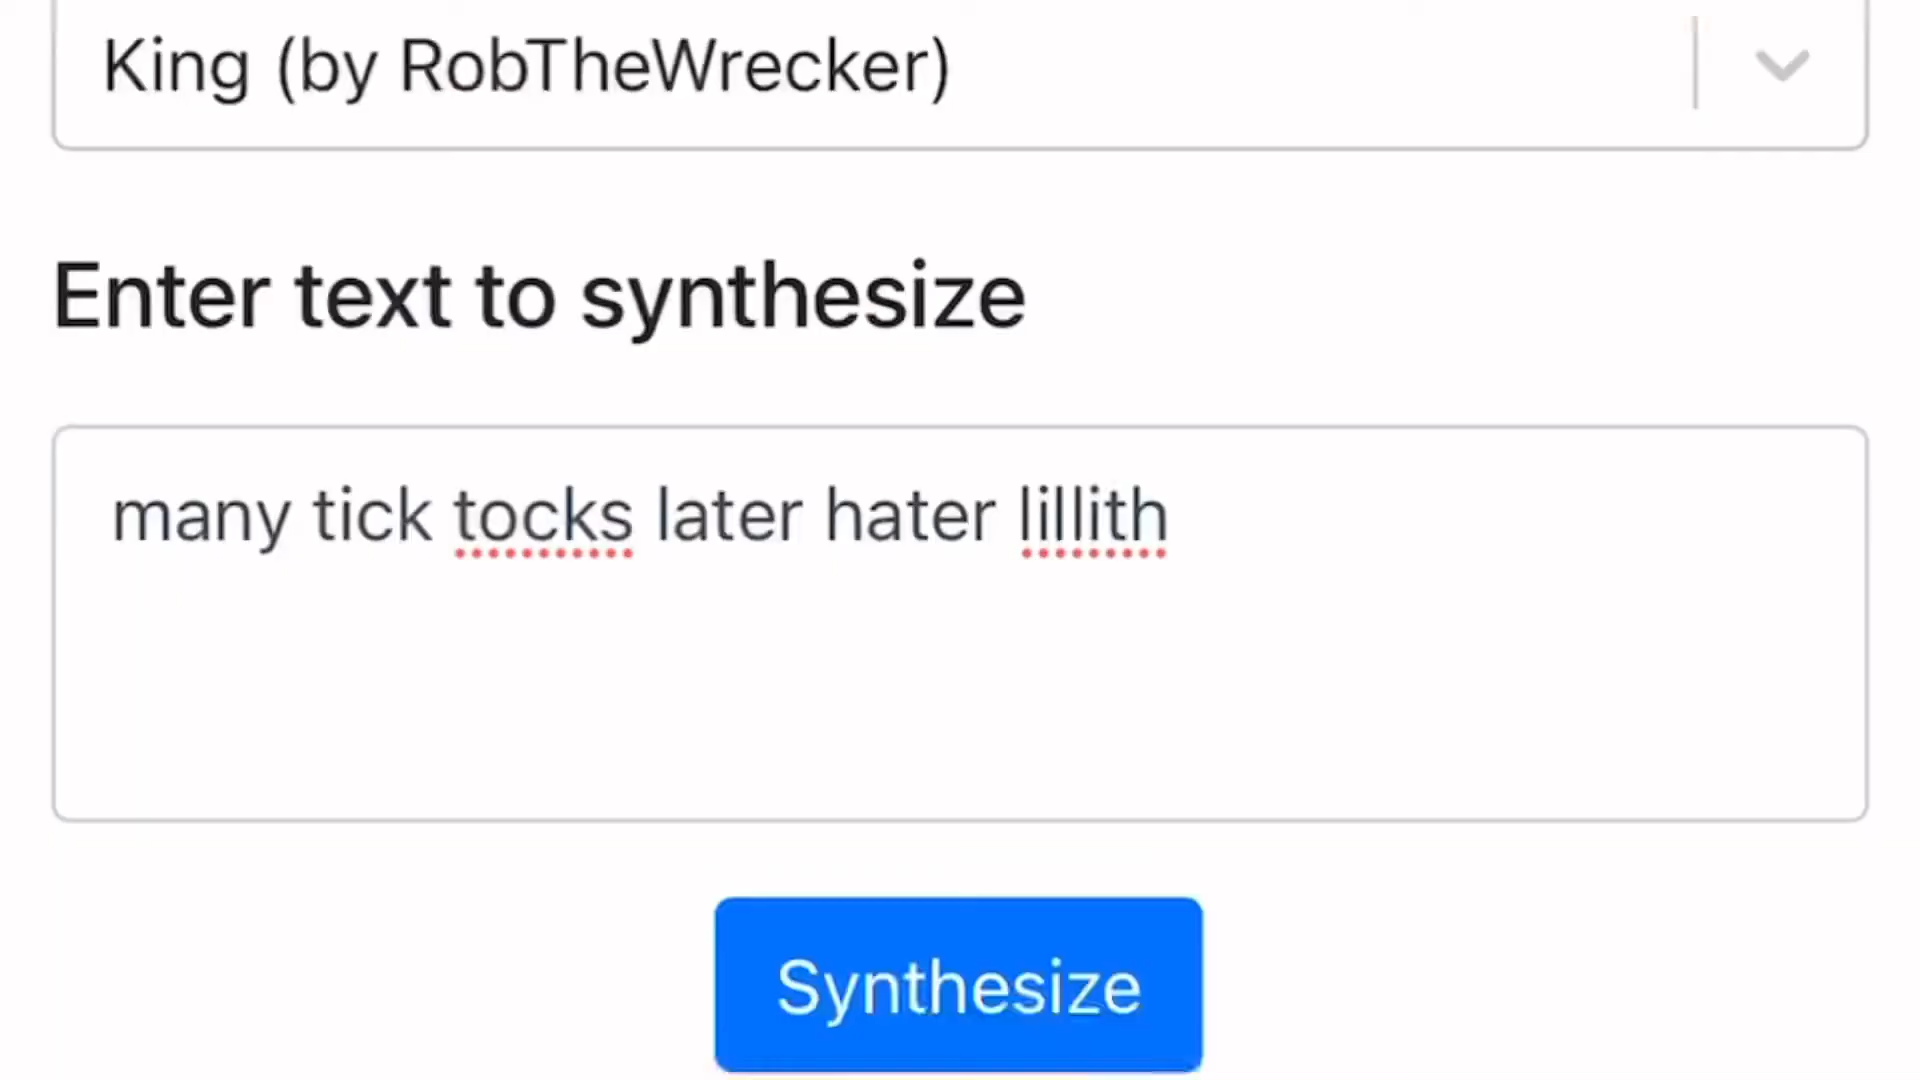 King (by RobTheWrecker)
Enter text to synthesize
many tick tocks later hater lillith
Synthesize